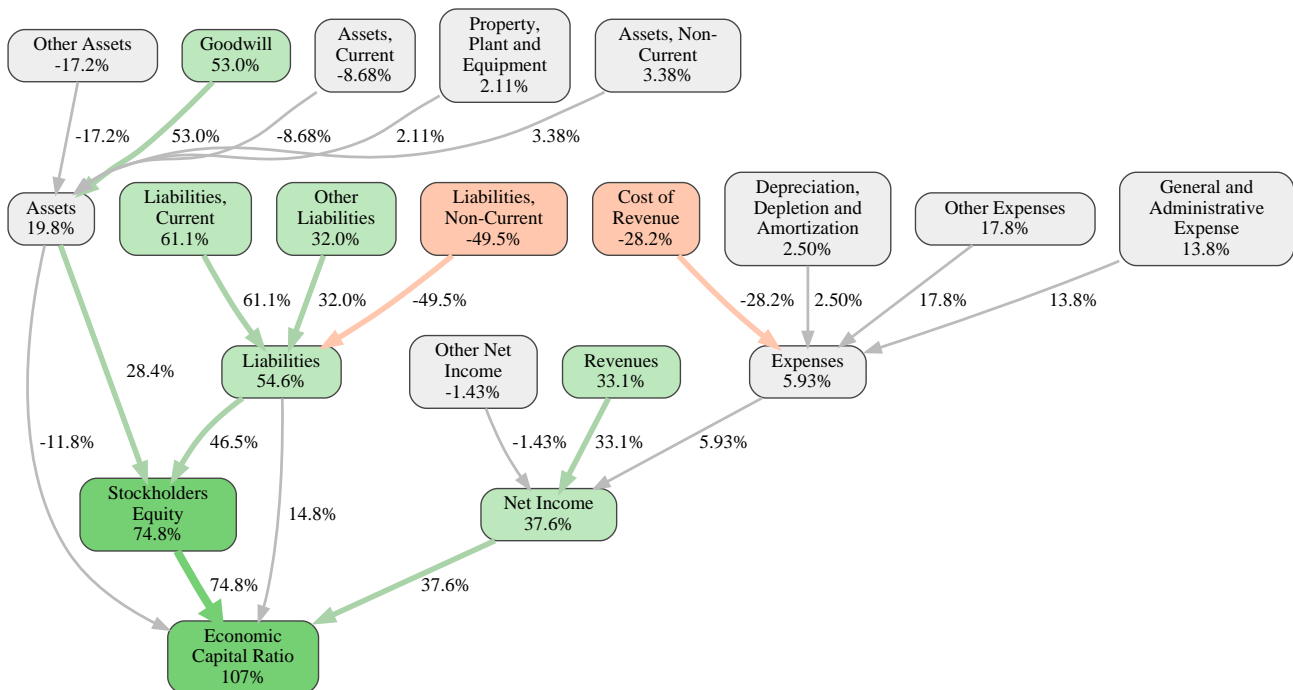 Other Assets
-17.2%
Goodwill
53.0%
Assets,
Current
-8.68%
Property,
Plant and
Equipment
2.11%
Assets, Non-
Current
3.38%
-17.2%
53.0%
-8.68%
2.11%
3.38%
Assets
19.8%
Liabilities,
Current
61.1%
Other
Liabilities
32.0%
Liabilities,
Non-Current
-49.5%
Cost of
Revenue
-28.2%
Depreciation,
Depletion and
Amortization
2.50%
Other Expenses
17.8%
General and
Administrative
Expense
13.8%
61.1%
32.0%
-49.5%
-28.2%
2.50%
17.8%
13.8%
28.4%
Liabilities
54.6%
Other Net
Income
-1.43%
Revenues
33.1%
Expenses
5.93%
-11.8%
46.5%
-1.43%
33.1%
5.93%
Stockholders
Equity
74.8%
14.8%
Net Income
37.6%
74.8%
37.6%
Economic
Capital Ratio
107%